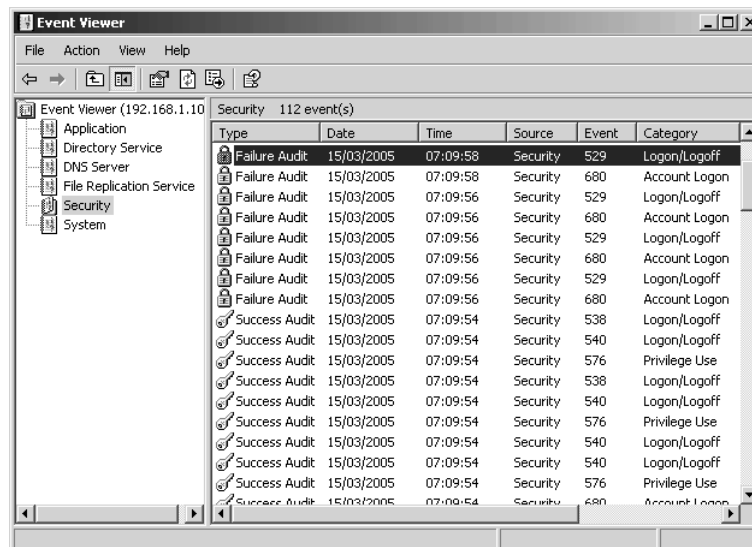 Event Viewer
File Action View Help
Event Viewer (192.168.1.10
Application
Directory Service
DNS Server
File Replication Service
Security
System
Security 112 event(s)
Type Date Time Source Event Category
Failure Audit 15/03/2005 07:09:58 Security 529 Logon/Logoff
Failure Audit 15/03/2005 07:09:58 Security 680 Account Logon
Failure Audit 15/03/2005 07:09:56 Security 529 Logon/Logoff
Failure Audit 15/03/2005 07:09:56 Security 680 Account Logon
Failure Audit 15/03/2005 07:09:56 Security 529 Logon/Logoff
Failure Audit 15/03/2005 07:09:56 Security 680 Account Logon
Failure Audit 15/03/2005 07:09:56 Security 529 Logon/Logoff
Failure Audit 15/03/2005 07:09:56 Security 680 Account Logon
Success Audit 15/03/2005 07:09:54 Security 538 Logon/Logoff
Success Audit 15/03/2005 07:09:54 Security 540 Logon/Logoff
Success Audit 15/03/2005 07:09:54 Security 576 Privilege Use
Success Audit 15/03/2005 07:09:54 Security 538 Logon/Logoff
Success Audit 15/03/2005 07:09:54 Security 540 Logon/Logoff
Success Audit 15/03/2005 07:09:54 Security 576 Privilege Use
Success Audit 15/03/2005 07:09:54 Security 540 Logon/Logoff
Success Audit 15/03/2005 07:09:54 Security 540 Logon/Logoff
Success Audit 15/03/2005 07:09:54 Security 576 Privilege Use
Success Audit 15/03/2005 07:09:54 Security 680 Account Logon